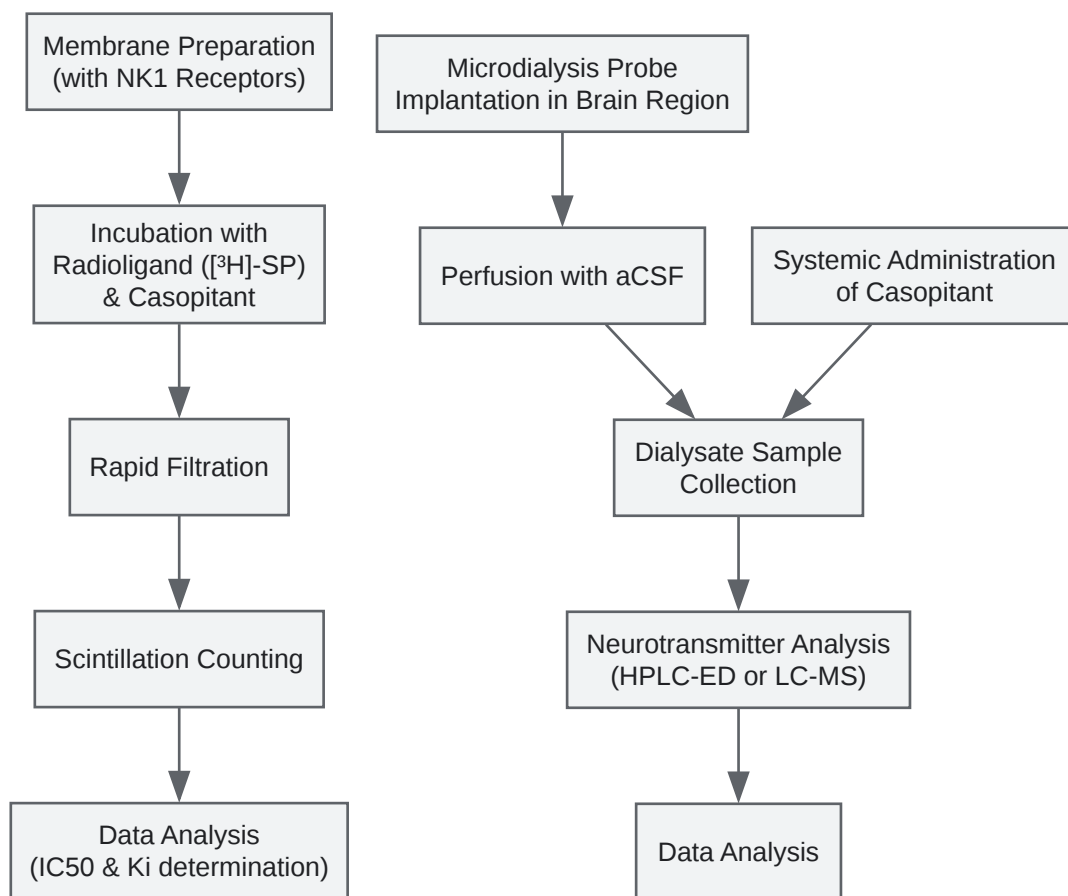 Membrane Preparation
(with NK1 Receptors)
Incubation with
Radioligand ([³H]-SP)
& Casopitant
Rapid Filtration
Scintillation Counting
Data Analysis
(IC50 & Ki determination)
Microdialysis Probe
Implantation in Brain Region
Perfusion with aCSF
Systemic Administration
of Casopitant
Dialysate Sample
Collection
Neurotransmitter Analysis
(HPLC-ED or LC-MS)
Data Analysis